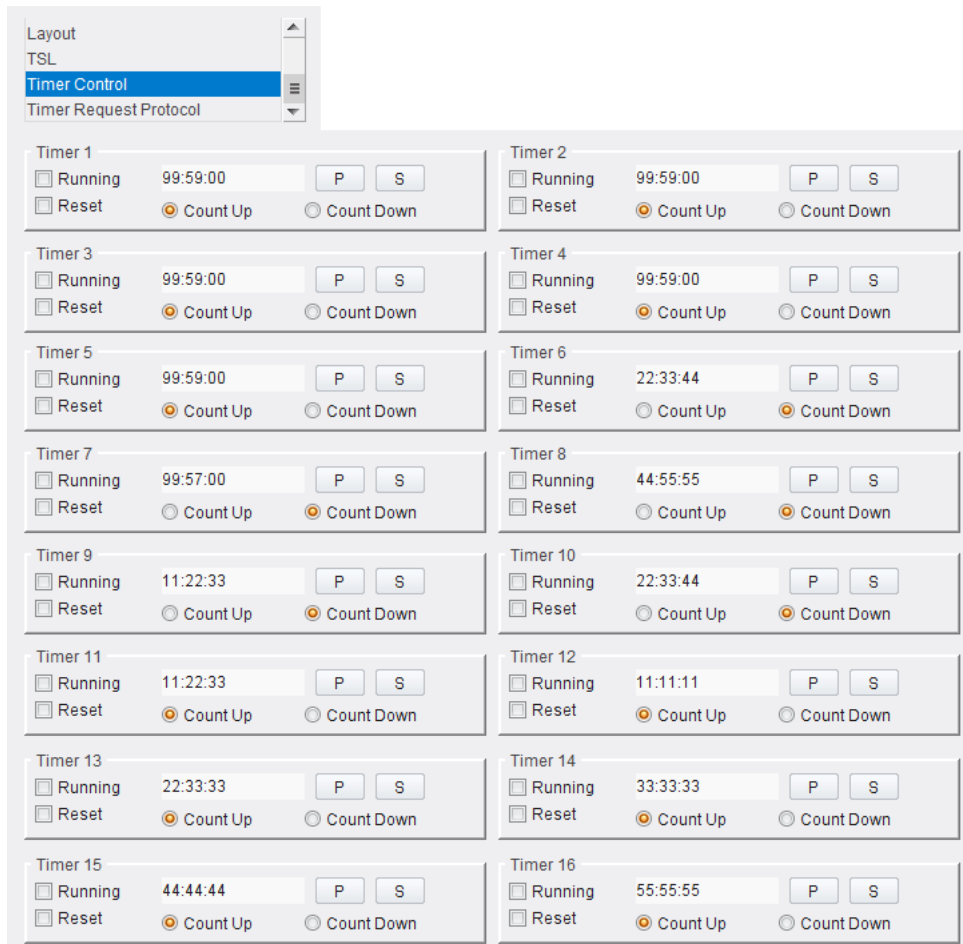 Layout
TSL
Timer Control
Timer Request Protocol
Timer 1
Running 99:59:00 P S
Reset Count Up Count Down
Timer 2
Running 99:59:00 P S
Reset Count Up Count Down
Timer 3
Running 99:59:00 P S
Reset Count Up Count Down
Timer 4
Running 99:59:00 P S
Reset Count Up Count Down
Timer 5
Running 99:59:00 P S
Reset Count Up Count Down
Timer 6
Running 22:33:44 P S
Reset Count Up Count Down
Timer 7
Running 99:57:00 P S
Reset Count Up Count Down
Timer 8
Running 44:55:55 P S
Reset Count Up Count Down
Timer 9
Running 11:22:33 P S
Reset Count Up Count Down
Timer 10
Running 22:33:44 P S
Reset Count Up Count Down
Timer 11
Running 11:22:33 P S
Reset Count Up Count Down
Timer 12
Running 11:11:11 P S
Reset Count Up Count Down
Timer 13
Running 22:33:33 P S
Reset Count Up Count Down
Timer 14
Running 33:33:33 P S
Reset Count Up Count Down
Timer 15
Running 44:44:44 P S
Reset Count Up Count Down
Timer 16
Running 55:55:55 P S
Reset Count Up Count Down